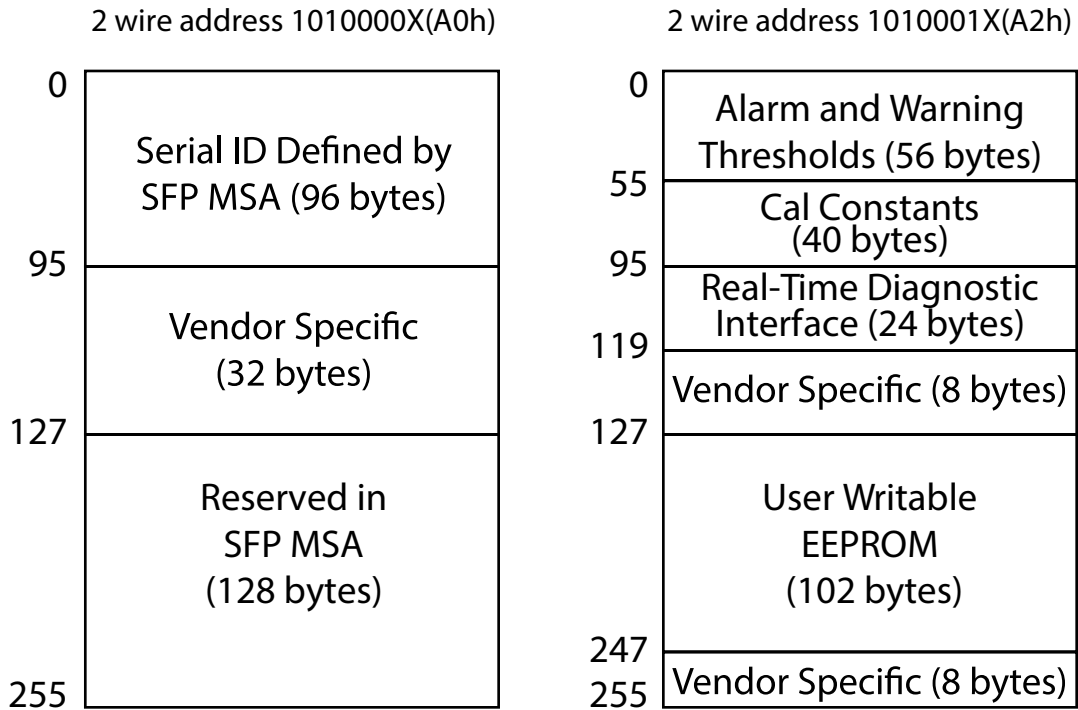 2 wire address 1010000X(A0h)
0
Serial ID Defined by
SFP MSA (96 bytes)
95
Vendor Specific
(32 bytes)
127
Reserved in
SFP MSA
(128 bytes)
255
2 wire address 1010001X(A2h)
0
Alarm and Warning
Thresholds (56 bytes)
55
Cal Constants
(40 bytes)
95
Real-Time Diagnostic
Interface (24 bytes)
119
Vendor Specific (8 bytes)
127
User Writable
EEPROM
(102 bytes)
247
Vendor Specific (8 bytes)
255